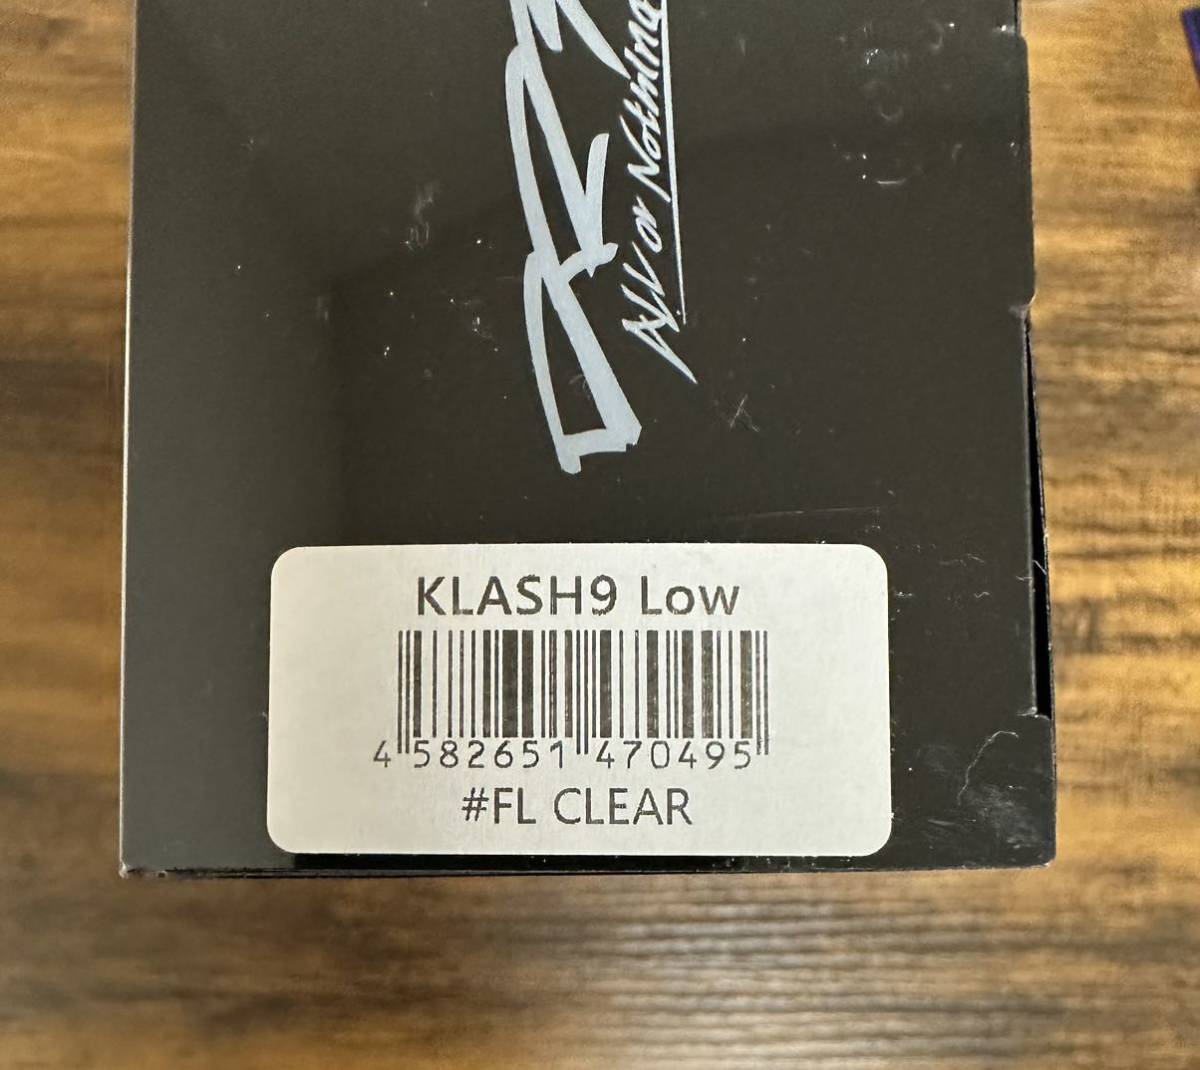 All or Nothing
KLASH9 Low
4 582651 470495
#FL CLEAR